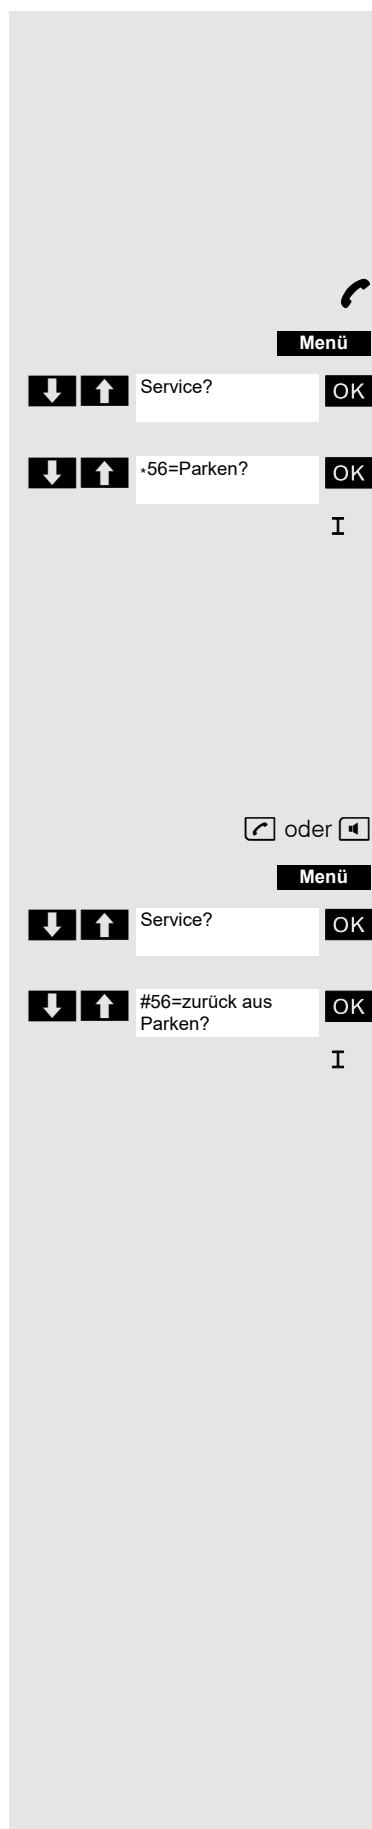 Menü
Service? OK
*56=Parken? OK
oder
Menü
Service? OK
#56=zurück aus OK
Parken?